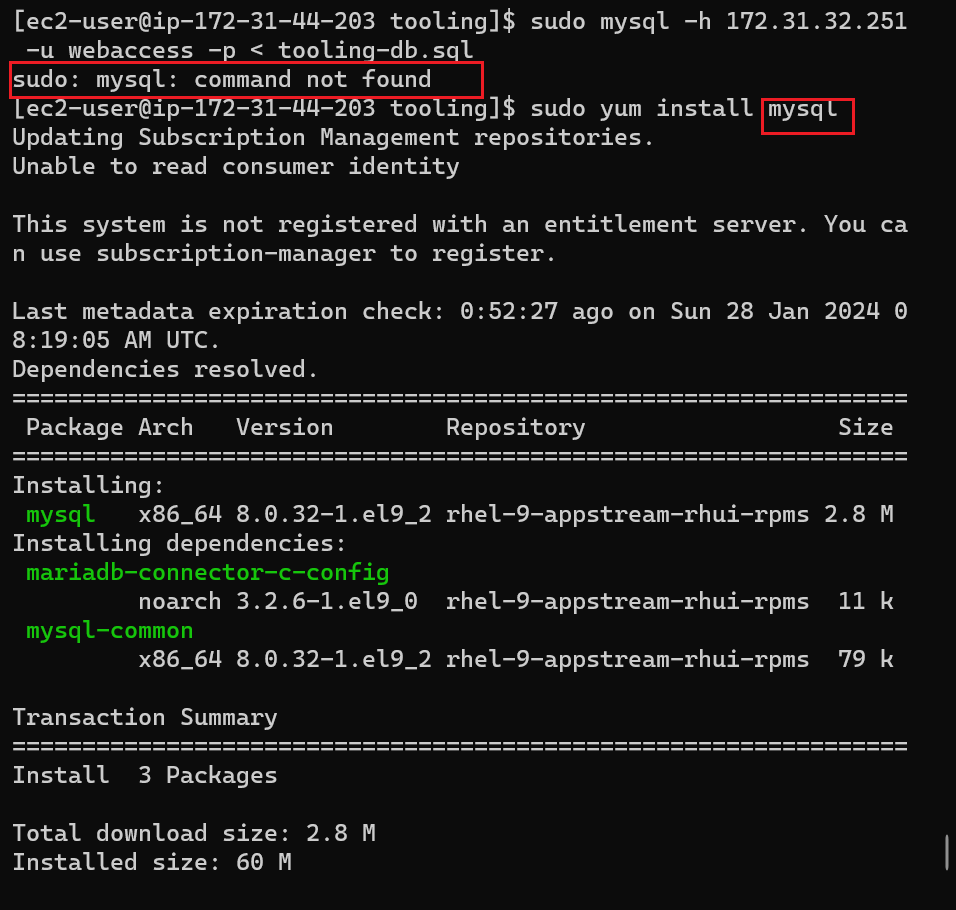 [ec2-user@ip-172-31-44-203 tooling]$ sudo mysql -h 172.31.32.251
 -u webaccess -p < tooling-db.sql
sudo: mysql: command not found
[ec2-user@ip-172-31-44-203 tooling]$ sudo yum install mysql
Updating Subscription Management repositories.
Unable to read consumer identity

This system is not registered with an entitlement server. You ca
n use subscription-manager to register.

Last metadata expiration check: 0:52:27 ago on Sun 28 Jan 2024 0
8:19:05 AM UTC.
Dependencies resolved.
================================================================
 Package Arch   Version        Repository                  Size
================================================================
Installing:
 mysql   x86_64 8.0.32-1.el9_2 rhel-9-appstream-rhui-rpms 2.8 M
Installing dependencies:
 mariadb-connector-c-config
         noarch 3.2.6-1.el9_0  rhel-9-appstream-rhui-rpms  11 k
 mysql-common
         x86_64 8.0.32-1.el9_2 rhel-9-appstream-rhui-rpms  79 k

Transaction Summary
================================================================
Install  3 Packages

Total download size: 2.8 M
Installed size: 60 M